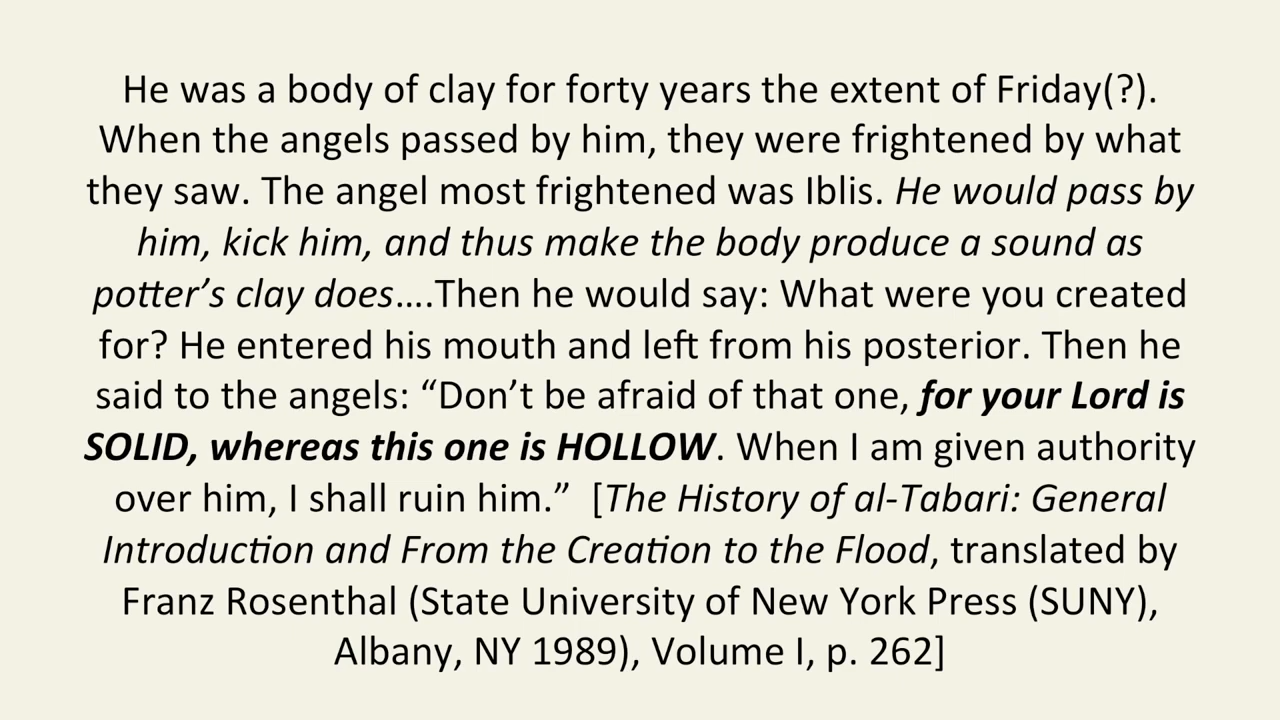 He was a body of clay for forty years the extent of Friday(?).
When the angels passed by him, they were frightened by what
they saw. The angel most frightened was Iblis. He would pass by
him, kick him, and thus make the body produce a sound as
potter’s clay does….Then he would say: What were you created
for? He entered his mouth and left from his posterior. Then he
said to the angels: “Don’t be afraid of that one, for your Lord is
SOLID, whereas this one is HOLLOW. When I am given authority
over him, I shall ruin him.”  [The History of al-Tabari: General
Introduction and From the Creation to the Flood, translated by
Franz Rosenthal (State University of New York Press (SUNY),
Albany, NY 1989), Volume I, p. 262]